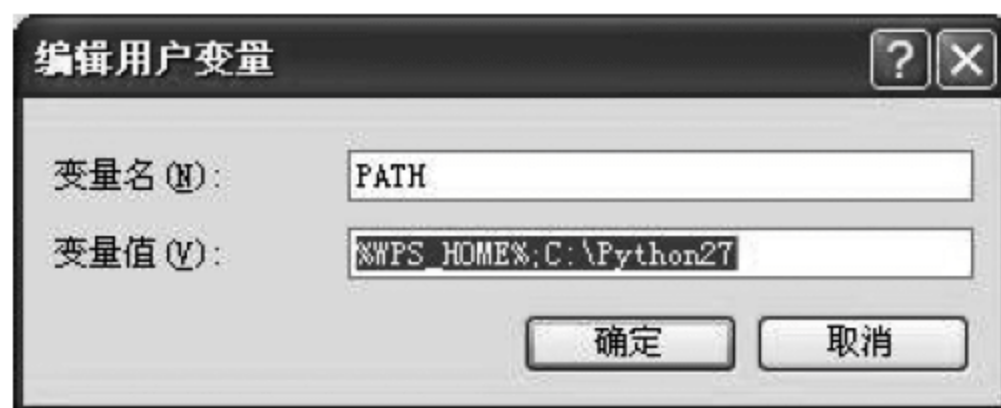 编辑用户变量
变量名(N):
PATH
变量值(V):
%WPS_HOME%;C:\Python27
确定
取消